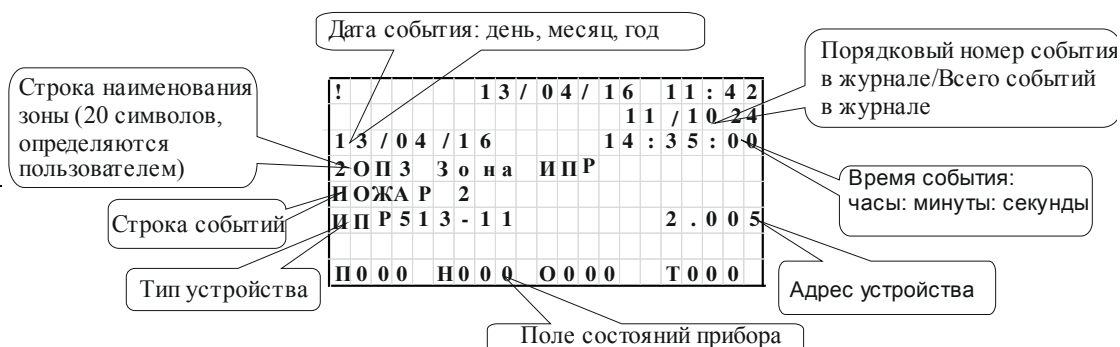 Дата события: день, месяц, год
Порядковый номер события
в журнале/Всего событий
в журнале
Строка наименования
зоны (20 символов,
определяются
пользователем)
! 13/04/16 11:42
11/1024
13/04/16 14:35:00
2ОП3 Зона ИПР
ПОЖАР 2
ИПР513-11 2.005
П000 Н000 О000 Т000
Время события:
часы: минуты: секунды
Строка событий
Тип устройства
Адрес устройства
Поле состояний прибора